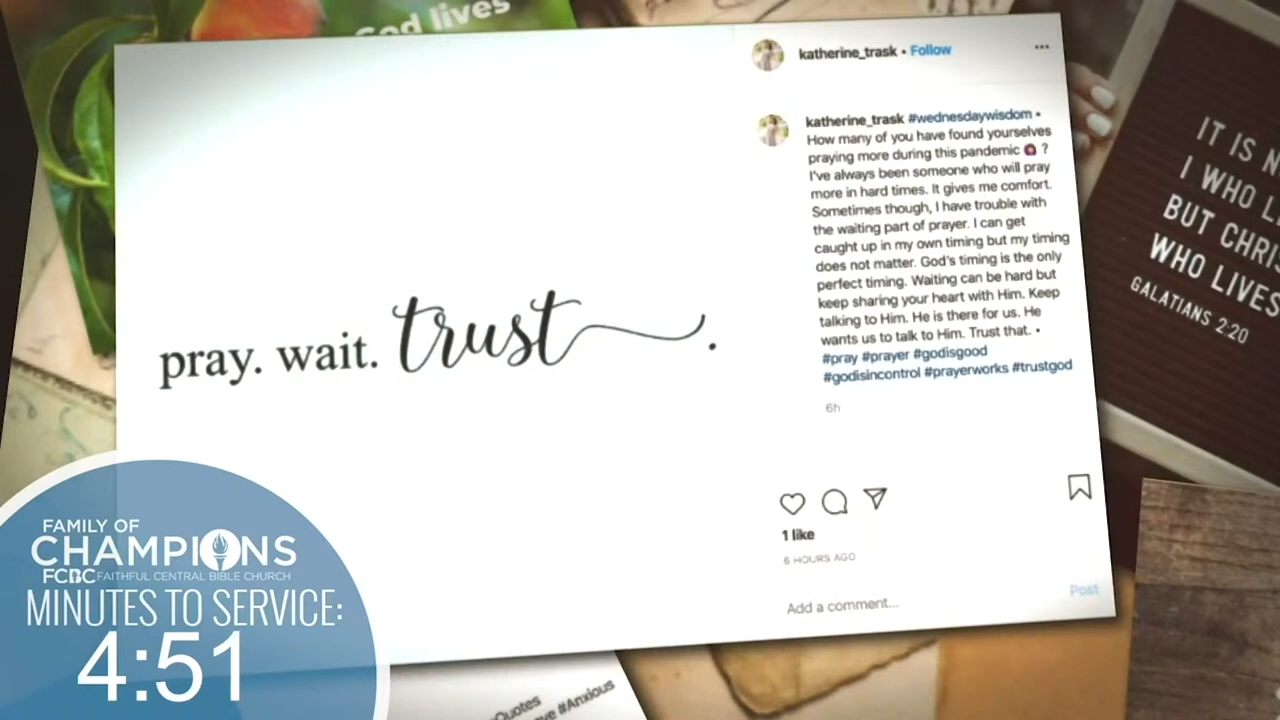 God lives
katherine_trask • Follow
katherine_trask #wednesdaywisdom •
How many of you have found yourselves
praying more during this pandemic ?
I've always been someone who will pray
more in hard times. It gives me comfort.
Sometimes though, I have trouble with
the waiting part of prayer. I can get
caught up in my own timing but my timing
does not matter. God's timing is the only
perfect timing. Waiting can be hard but
keep sharing your heart with Him. Keep
talking to Him. He is there for us. He
wants us to talk to Him. Trust that. •
#pray #prayer #godisgood
#godisincontrol #prayerworks #trustgod
6h
1 like
6 HOURS AGO
Add a comment...
Post
pray. wait. trust.
IT IS
I WHO
BUT
WHO LIVES
GALATIANS 2:20
FAMILY OF
CHAMPIONS
FCBC FAITHFUL CENTRAL BIBLE CHURCH
MINUTES TO SERVICE:
4:51
#Anxious